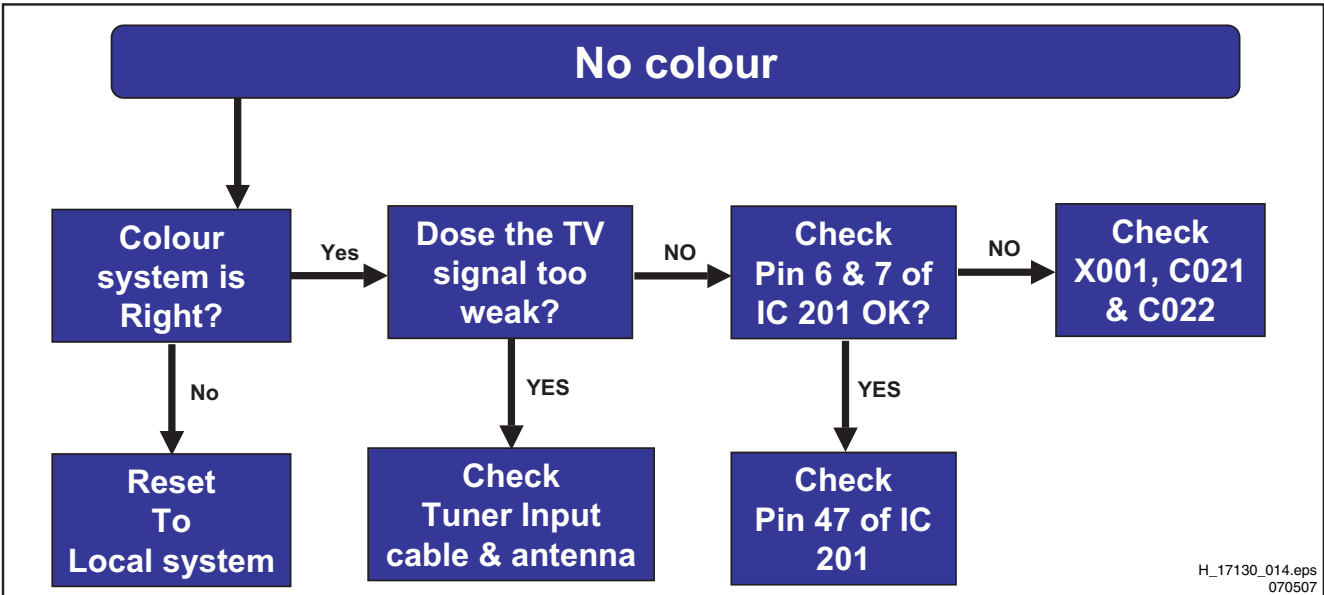 No colour
Colour
system is
Right?
Yes
Dose the TV
signal too
weak?
NO
Check
Pin 6 & 7 of
IC 201 OK?
NO
Check
X001, C021
& C022
No
YES
YES
Reset
To
Local system
Check
Tuner Input
cable & antenna
Check
Pin 47 of IC
201
H_17130_014.eps
070507